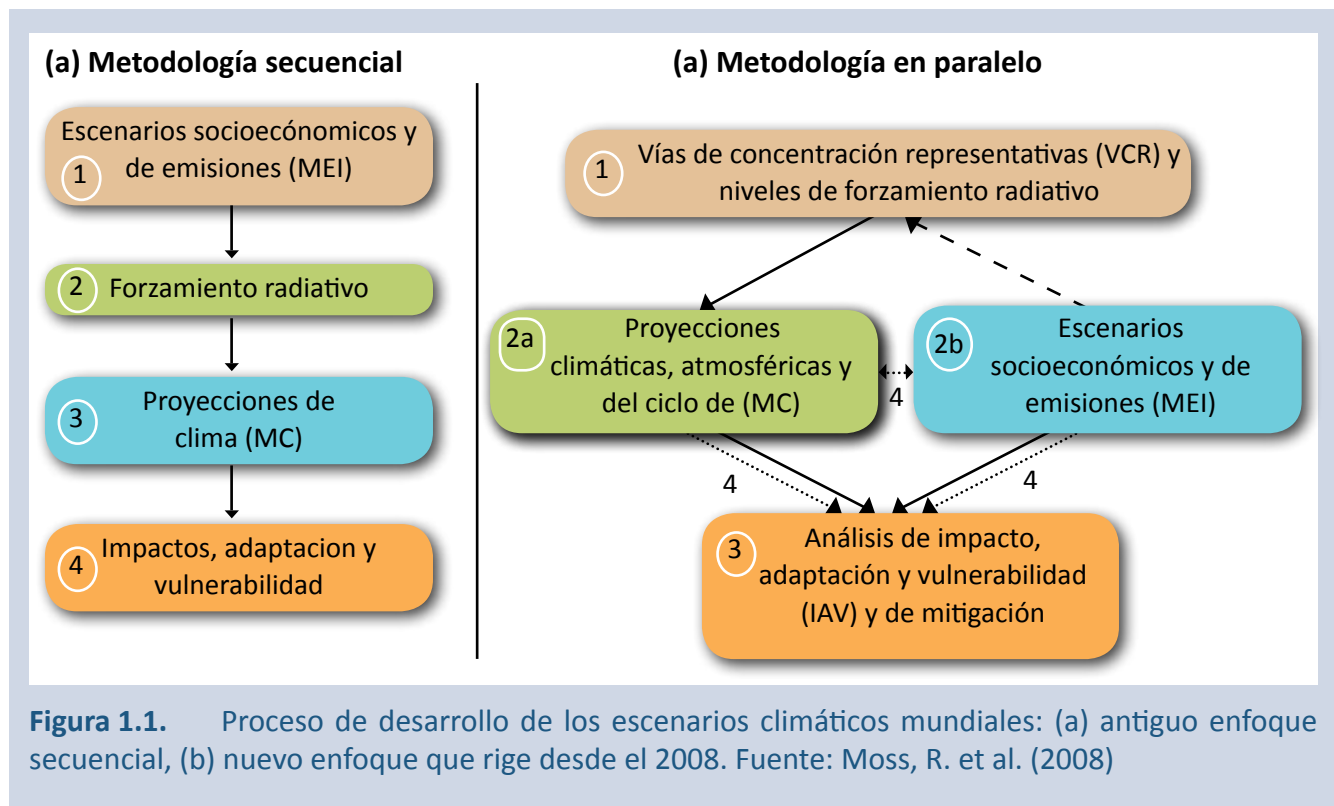 (a) Metodología secuencial
Escenarios socioecónomicos y
de emisiones (MEI)
1
2
Forzamiento radiativo
3
Proyecciones de
clima (MC)
4
Impactos, adaptacion y
vulnerabilidad
(a) Metodología en paralelo
1
Vías de concentración representativas (VCR) y
niveles de forzamiento radiativo
2a
Proyecciones
climáticas, atmosféricas y
del ciclo de (MC)
4
2b
Escenarios
socioeconómicos y de
emisiones (MEI)
4
4
3
Análisis de impacto,
adaptación y vulnerabilidad
(IAV) y de mitigación
Figura 1.1. Proceso de desarrollo de los escenarios climáticos mundiales: (a) antiguo enfoque
secuencial, (b) nuevo enfoque que rige desde el 2008. Fuente: Moss, R. et al. (2008)